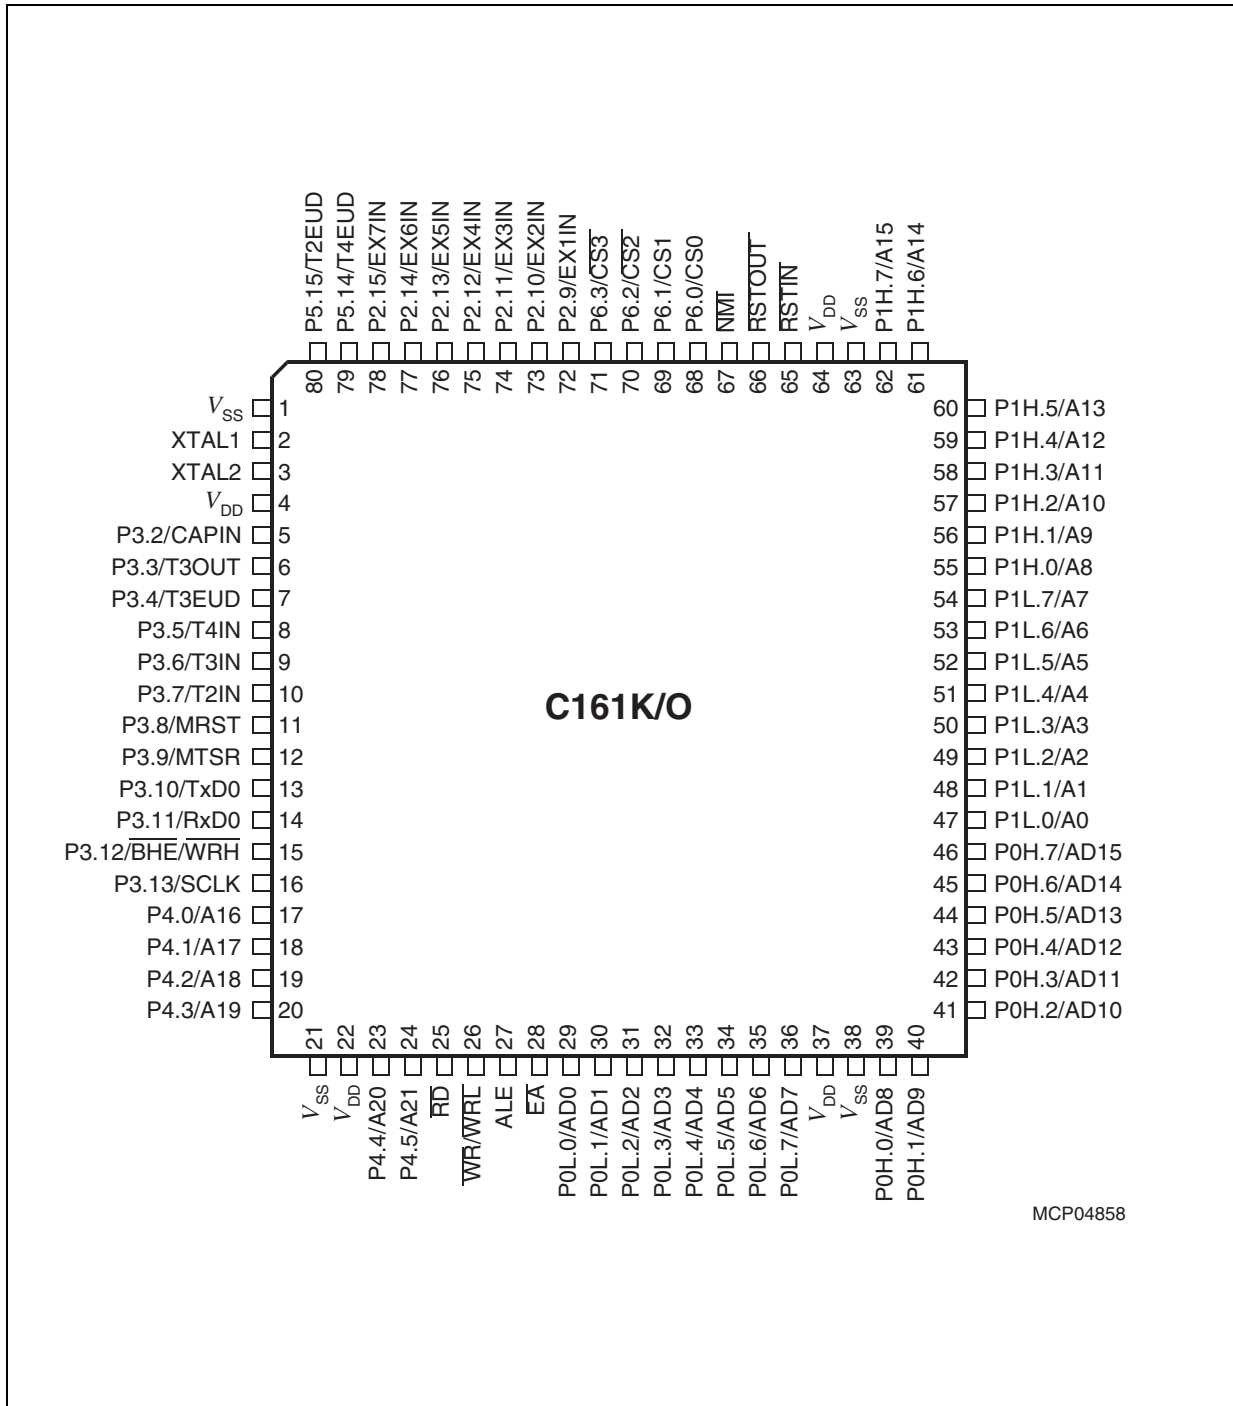 P5.15/T2EUD
P5.14/T4EUD
P2.15/EX7IN
P2.14/EX6IN
P2.13/EX5IN
P2.12/EX4IN
P2.11/EX3IN
P2.10/EX2IN
P2.9/EX1IN
P6.3/CS3
P6.2/CS2
P6.1/CS1
P6.0/CS0
NMI
RSTOUT
RSTIN
VDD
VSS
P1H.7/A15
P1H.6/A14
80 79 78 77 76 75 74 73 72 71 70 69 68 67 66 65 64 63 62 61
VSS 1
XTAL1 2
XTAL2 3
VDD 4
P3.2/CAPIN 5
P3.3/T3OUT 6
P3.4/T3EUD 7
P3.5/T4IN 8
P3.6/T3IN 9
P3.7/T2IN 10
P3.8/MRST 11
P3.9/MTSR 12
P3.10/TxD0 13
P3.11/RxD0 14
P3.12/BHE/WRH 15
P3.13/SCLK 16
P4.0/A16 17
P4.1/A17 18
P4.2/A18 19
P4.3/A19 20
C161K/O
60 P1H.5/A13
59 P1H.4/A12
58 P1H.3/A11
57 P1H.2/A10
56 P1H.1/A9
55 P1H.0/A8
54 P1L.7/A7
53 P1L.6/A6
52 P1L.5/A5
51 P1L.4/A4
50 P1L.3/A3
49 P1L.2/A2
48 P1L.1/A1
47 P1L.0/A0
46 P0H.7/AD15
45 P0H.6/AD14
44 P0H.5/AD13
43 P0H.4/AD12
42 P0H.3/AD11
41 P0H.2/AD10
21 22 23 24 25 26 27 28 29 30 31 32 33 34 35 36 37 38 39 40
VSS
VDD
P4.4/A20
P4.5/A21
RD
WR/WRL
ALE
EA
P0L.0/AD0
P0L.1/AD1
P0L.2/AD2
P0L.3/AD3
P0L.4/AD4
P0L.5/AD5
P0L.6/AD6
P0L.7/AD7
VDD
VSS
P0H.0/AD8
P0H.1/AD9
MCP04858